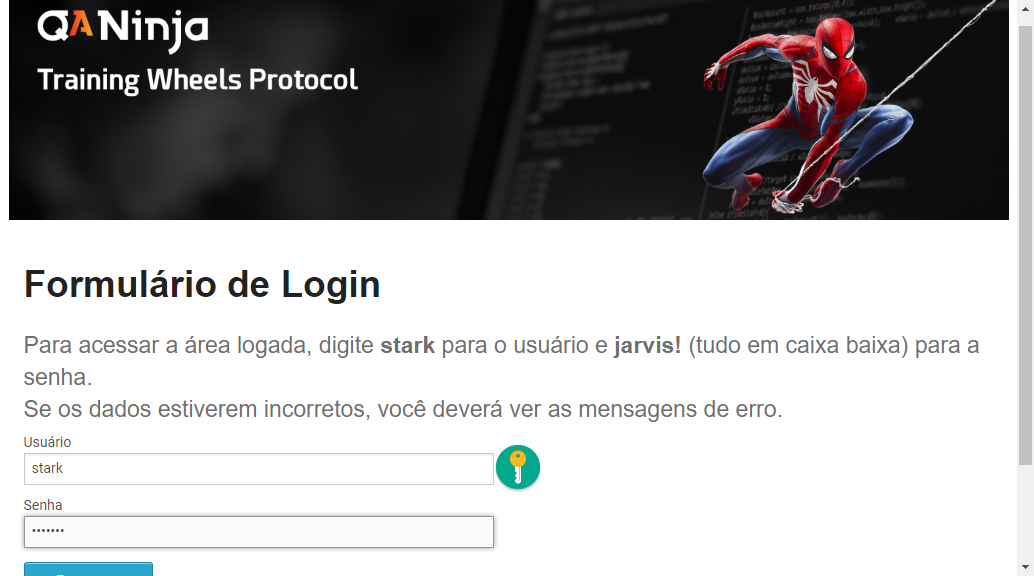 QANinja
Training Wheels Protocol
Formulário de Login
Para acessar a área logada, digite stark para o usuário e jarvis! (tudo em caixa baixa) para a
senha.
Se os dados estiverem incorretos, você deverá ver as mensagens de erro.
Usuário
stark
Senha
•••••••